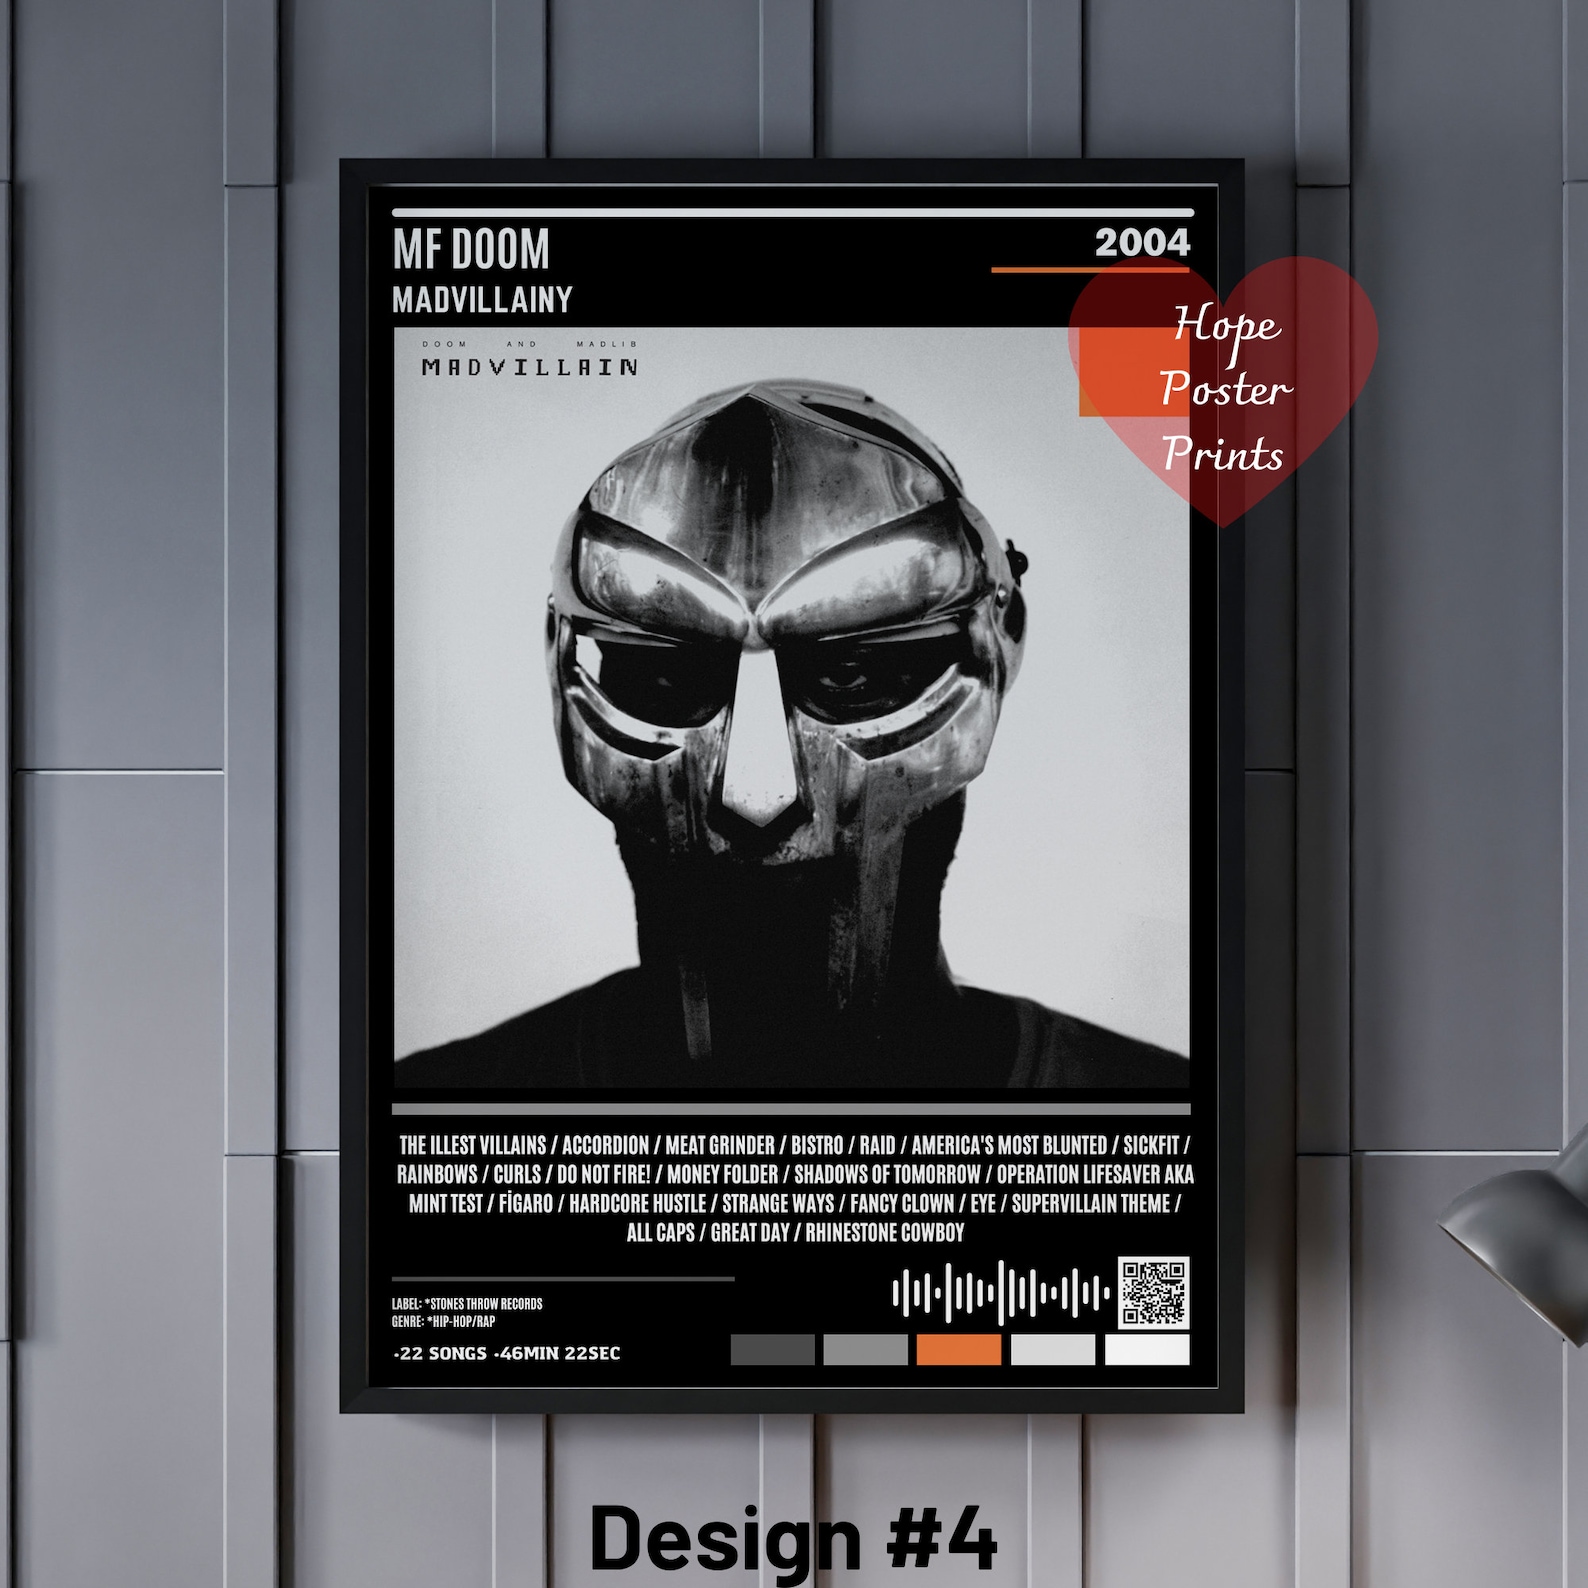 MF DOOM
2004
MADVILLAINY
Hope
Poster
Prints
DOOM AND MADLIB
MADVILLAIN
THE ILLEST VILLAINS / ACCORDION / MEAT GRINDER / BISTRO / RAID / AMERICA'S MOST BLUNTED / SICKFIT /
RAINBOWS / CURLS / DO NOT FIRE! / MONEY FOLDER / SHADOWS OF TOMORROW / OPERATION LIFESAVER AKA
MINT TEST / FİGARO / HARDCORE HUSTLE / STRANGE WAYS / FANCY CLOWN / EYE / SUPERVILLAIN THEME /
ALL CAPS / GREAT DAY / RHINESTONE COWBOY
LABEL: *STONES THROW RECORDS
GENRE: *HIP-HOP/RAP
·22 SONGS ·46MIN 22SEC
Design #4